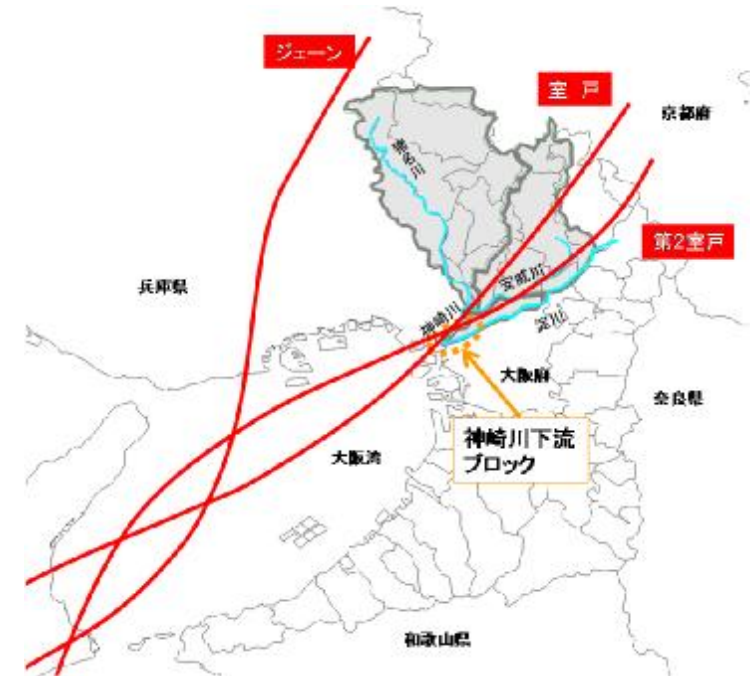 ジェーン
室 戸
京都府
猪名川
第2室戸
安威川
兵庫県
神崎川
淀川
大阪府
奈良県
神崎川下流
ブロック
大阪湾
和歌山県